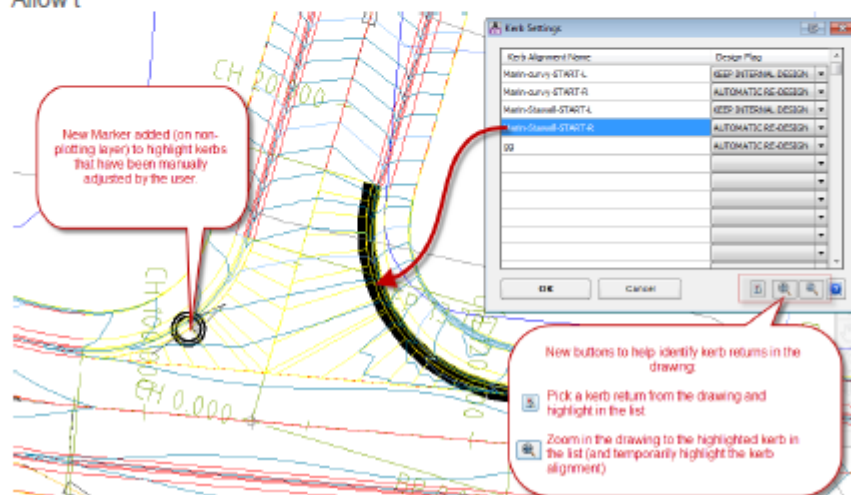 Allow t
Kerb Settings
Kerb Alignment Name
Design Flag
Marin-curvy-START-L
KEEP INTERNAL DESIGN
Marin-curvy-START-R
AUTOMATIC RE-DESIGN
Marin-Stawell-START-L
KEEP INTERNAL DESIGN
Marin-Stawell-START-R
AUTOMATIC RE-DESIGN
gg
AUTOMATIC RE-DESIGN
OK
Cancel
New Marker added (on non-
plotting layer) to highlight kerbs
that have been manually
adjusted by the user.
New buttons to help identify kerb returns in the
drawing:
Pick a kerb return from the drawing and
highlight in the list
Zoom in the drawing to the highlighted kerb in
the list (and temporarily highlight the kerb
alignment)
CH 20.000
CH 0.000